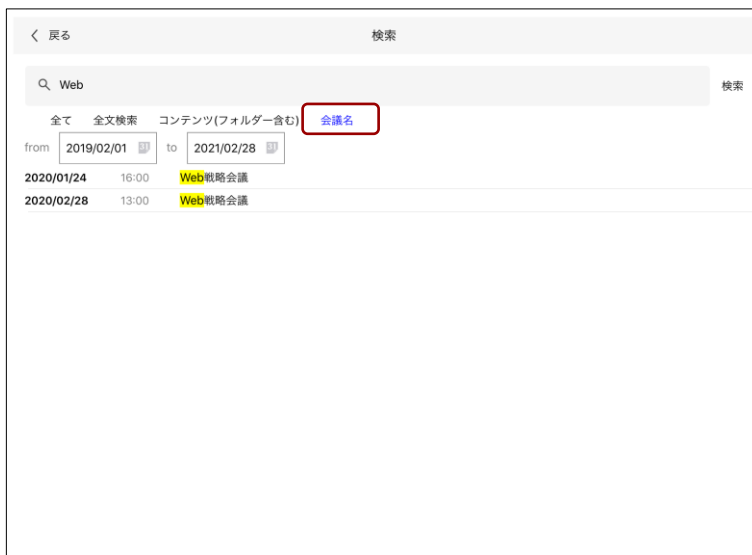 戻る 検索
Web 検索
全て 全文検索 コンテンツ(フォルダー含む) 会議名
from 2019/02/01 to 2021/02/28
2020/01/24 16:00 Web戦略会議
2020/02/28 13:00 Web戦略会議